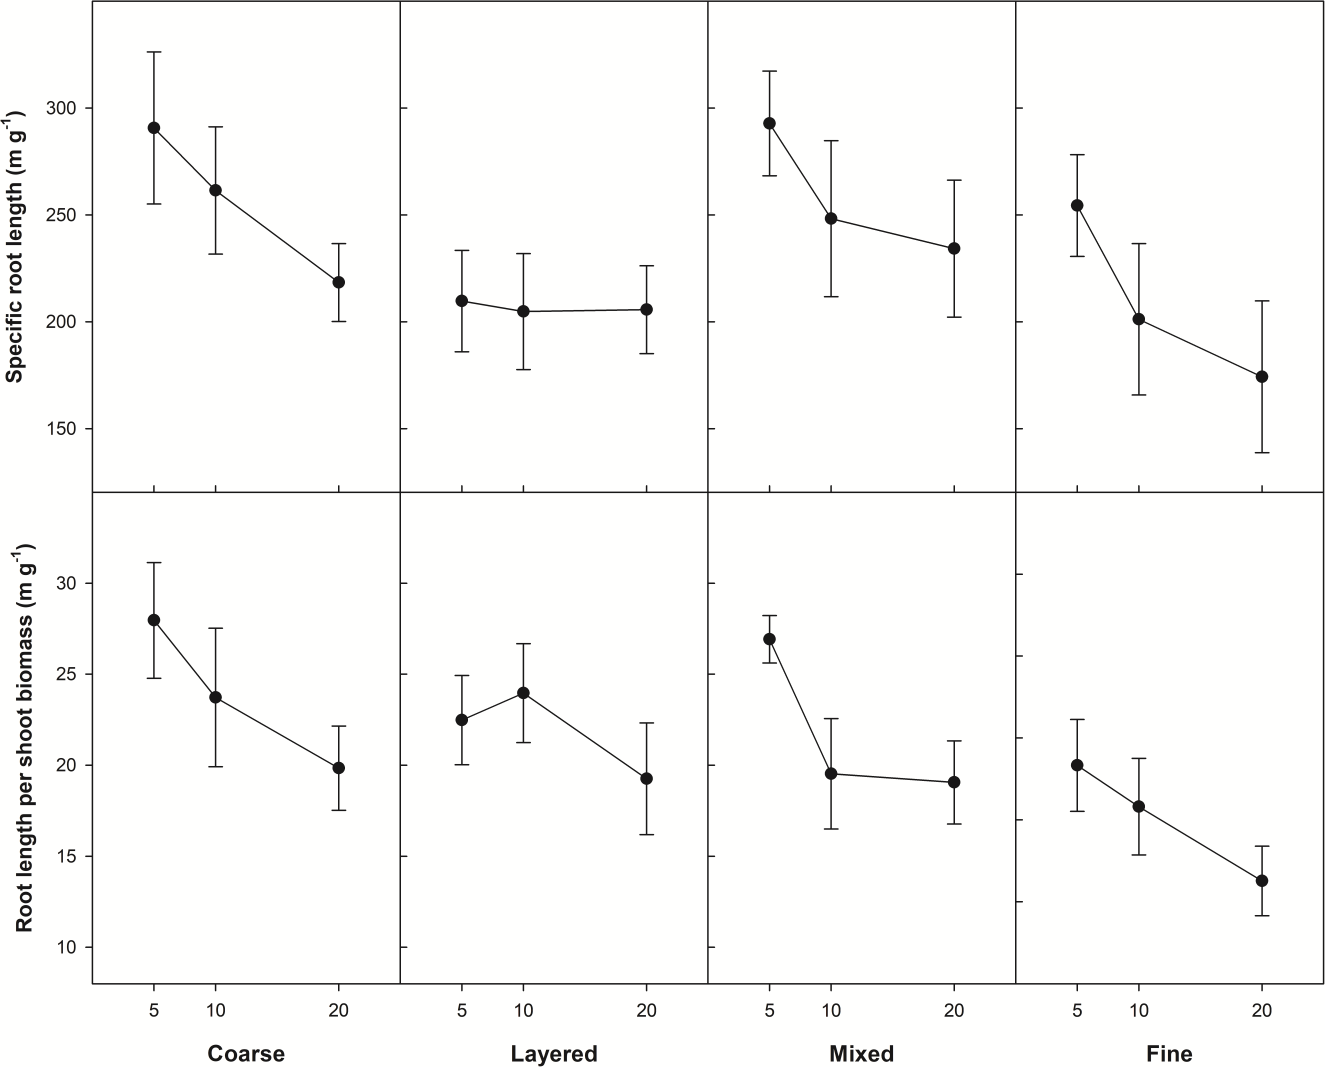 Specific root length (m g-1)
300
250
200
150
Root length per shoot biomass (m g-1)
30
25
20
15
10
5 10 20 5 10 20 5 10 20 5 10 20
Coarse Layered Mixed Fine